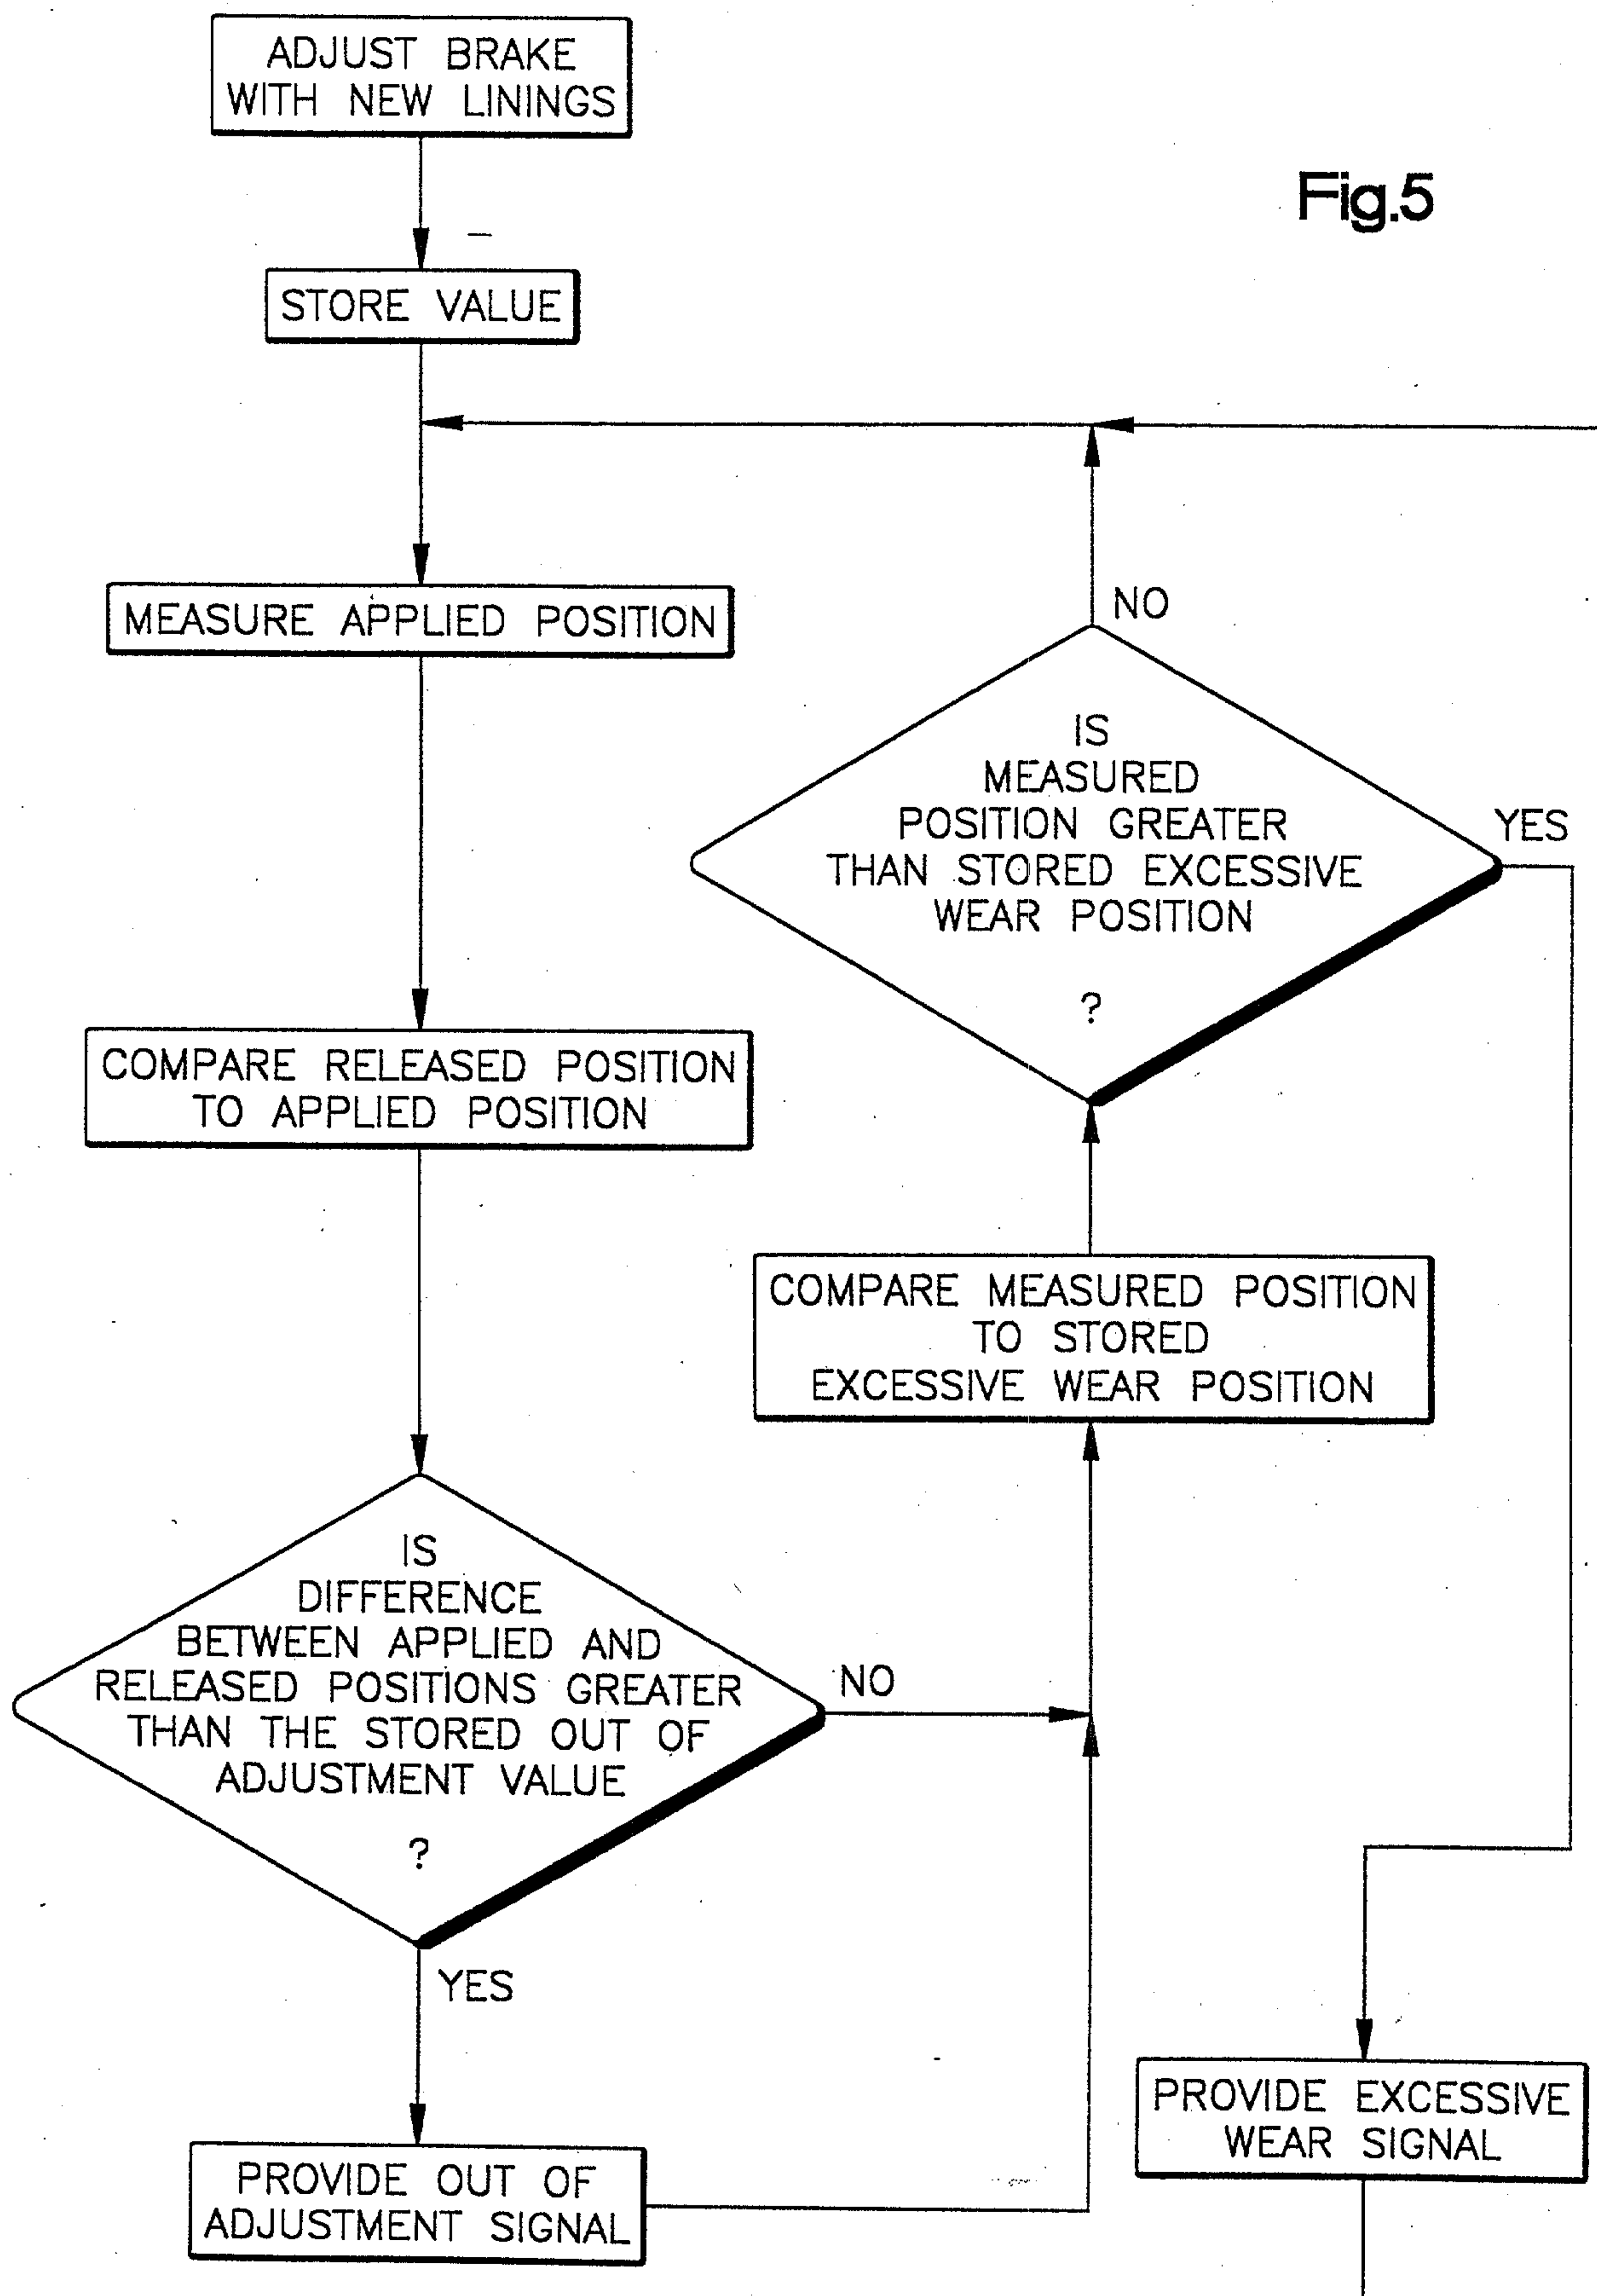 ADJUST BRAKE
WITH NEW LININGS
Fig.5
STORE VALUE
MEASURE APPLIED POSITION
NO
IS
MEASURED
POSITION GREATER
THAN STORED EXCESSIVE
WEAR POSITION
?
YES
COMPARE RELEASED POSITION
TO APPLIED POSITION
COMPARE MEASURED POSITION
TO STORED
EXCESSIVE WEAR POSITION
IS
DIFFERENCE
BETWEEN APPLIED AND
RELEASED POSITIONS GREATER
THAN THE STORED OUT OF
ADJUSTMENT VALUE
?
NO
YES
PROVIDE OUT OF
ADJUSTMENT SIGNAL
PROVIDE EXCESSIVE
WEAR SIGNAL